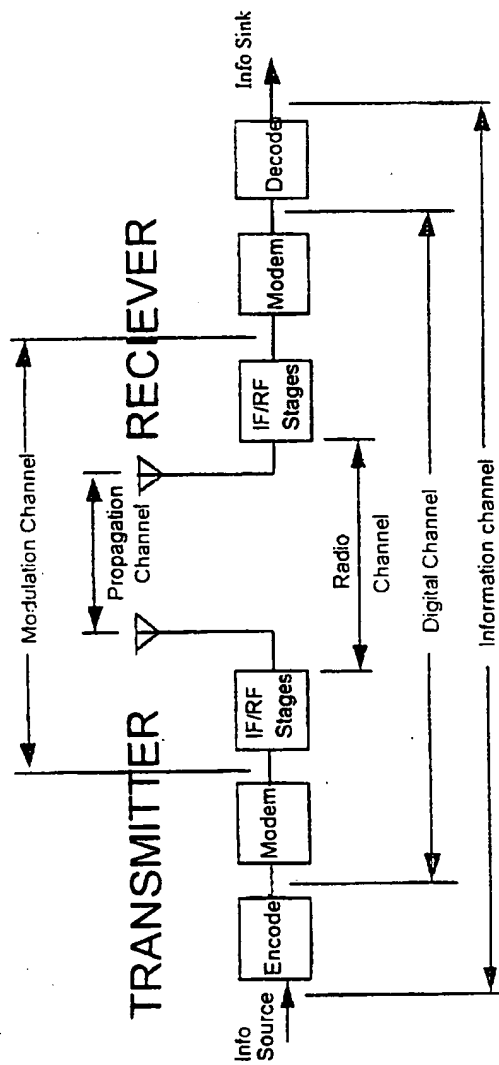 TRANSMITTER
RECIEVER
Modulation Channel
Propagation
Channel
Info
Source
Encode
Modem
IF/RF
Stages
IF/RF
Stages
Modem
Decoder
Info Sink
Radio
Channel
Digital Channel
Information channel